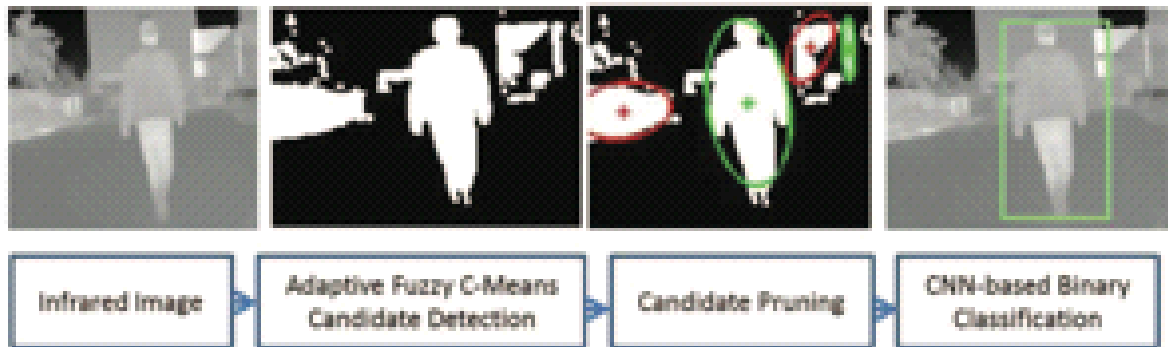 Infrared Image
Adaptive Fuzzy C-Means
Candidate Detection
Candidate Pruning
CNN-based Binary
Classification